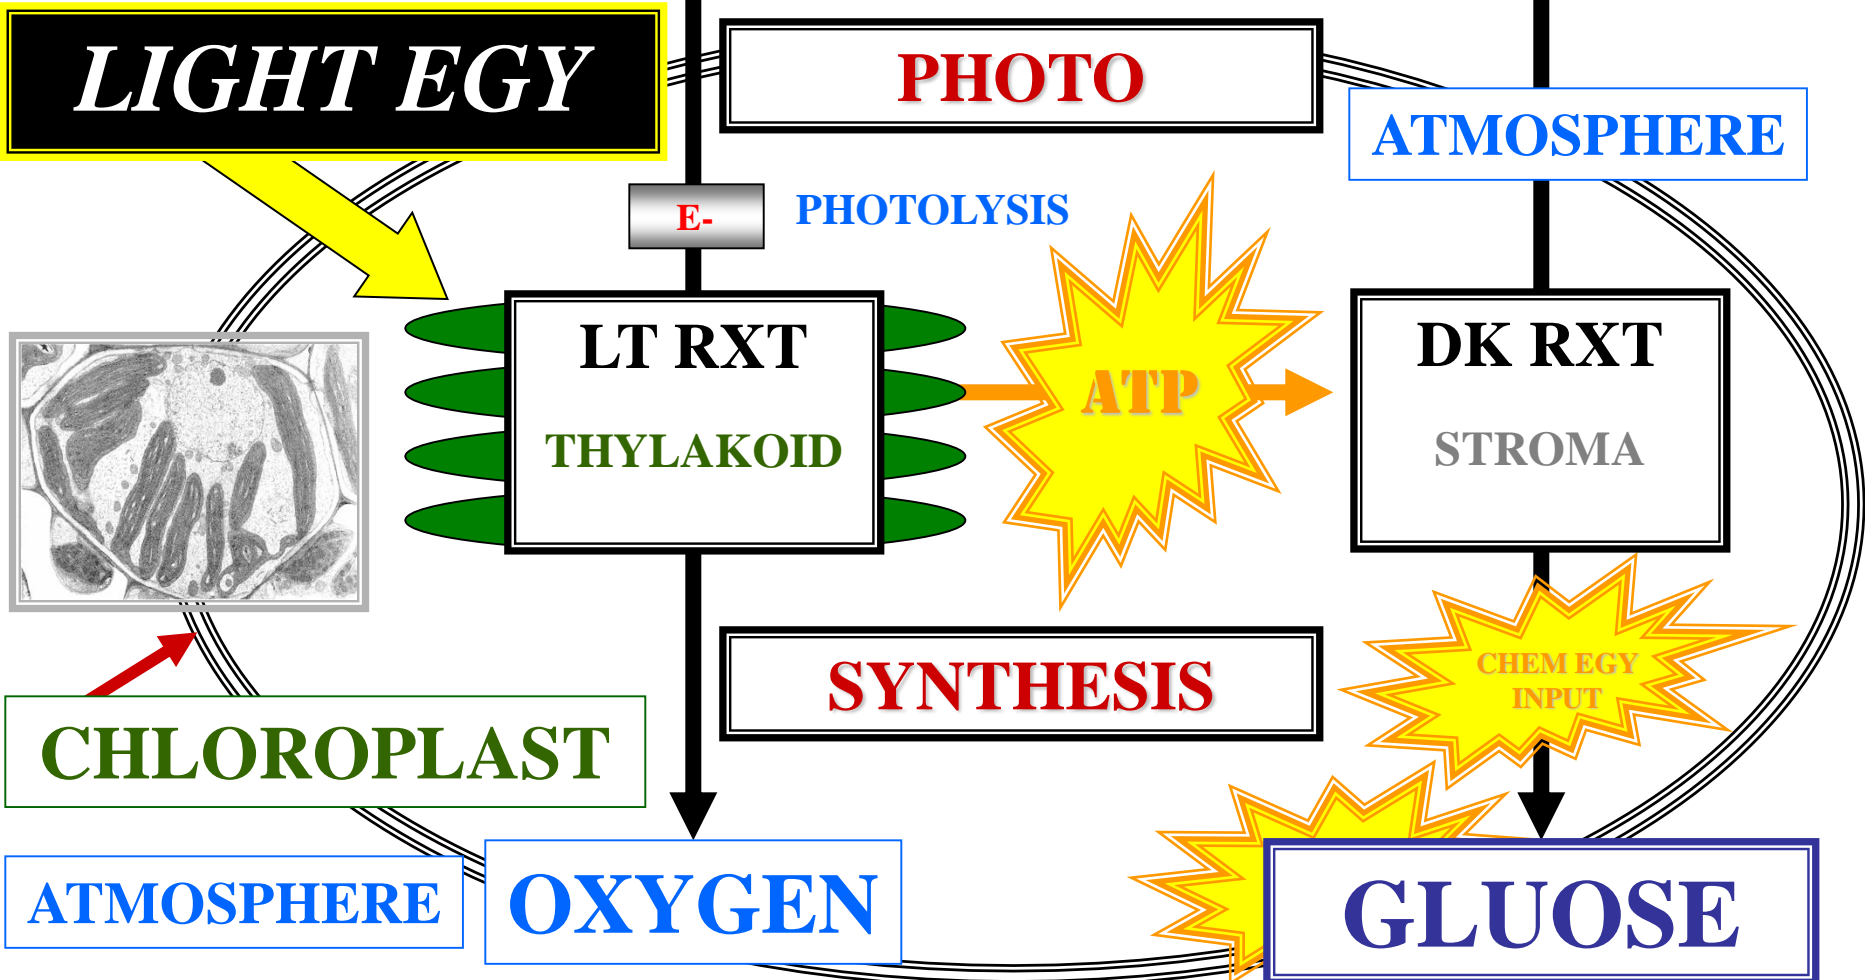 LIGHT EGY
PHOTO
ATMOSPHERE
E-
PHOTOLYSIS
LT RXT
THYLAKOID
ATP
DK RXT
STROMA
SYNTHESIS
CHEM EGY
INPUT
CHLOROPLAST
ATMOSPHERE
OXYGEN
GLUOSE